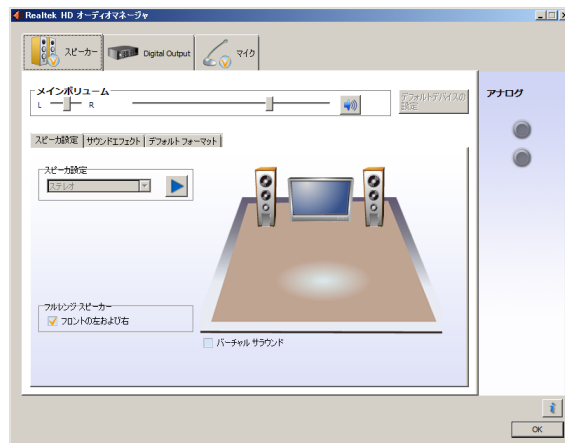 Realtek HD オーディオマネージャ
スピーカー
Digital Output
マイク
メインボリューム
L
R
デフォルトデバイスの
設定
アナログ
スピーカ設定
サウンドエフェクト
デフォルト フォーマット
スピーカ設定
ステレオ
フルレンジ スピーカー
フロントの左および右
バーチャル サラウンド
OK